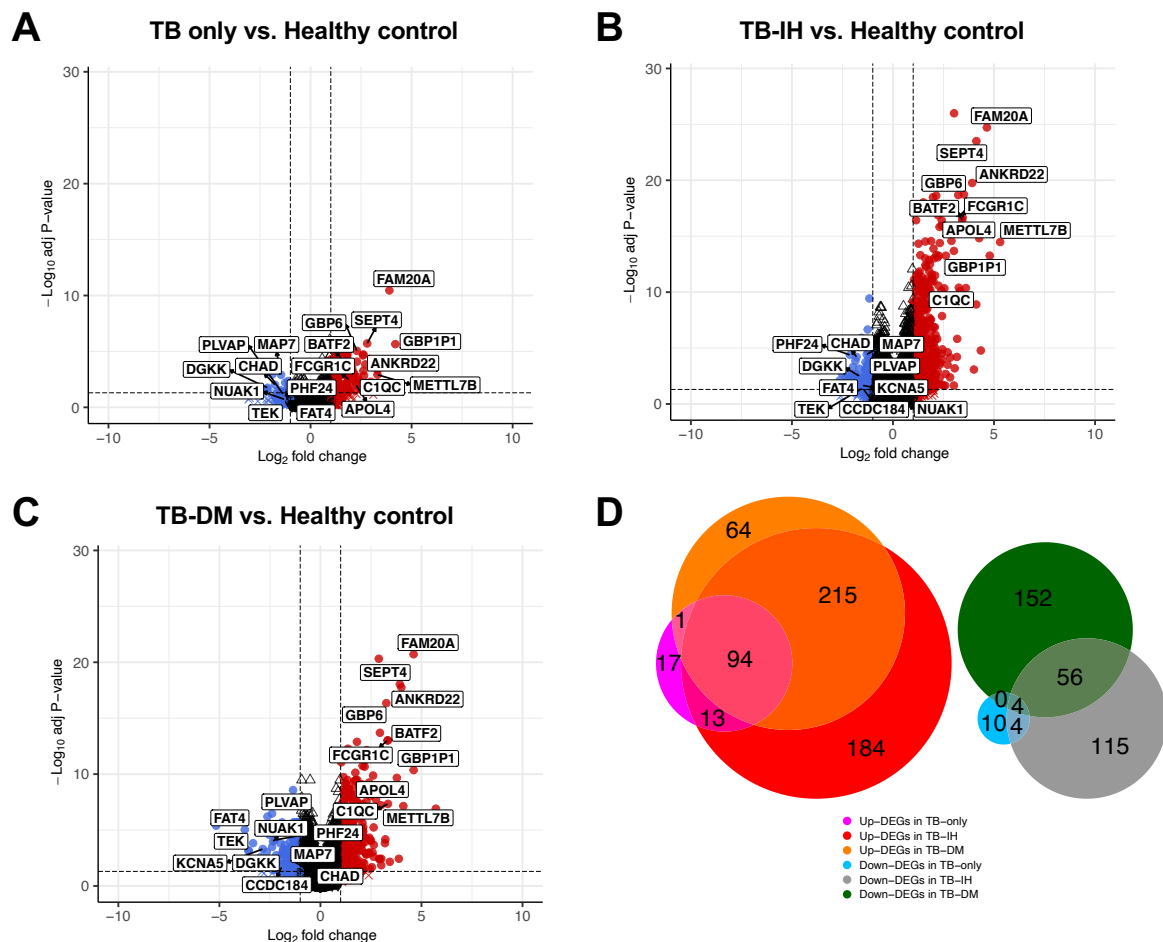 A
TB only vs. Healthy control
30
20
10
0
−10
−5
0
5
10
−Log10 adj P−value
Log2 fold change
FAM20A
GBP6
SEPT4
PLVAP
MAP7
BATF2
GBP1P1
DGKK
CHAD
FCGR1C
ANKRD22
NUAK1
PHF24
C1QC
METTL7B
TEK
FAT4
APOL4
B
TB-IH vs. Healthy control
30
20
10
0
−10
−5
0
5
10
−Log10 adj P−value
Log2 fold change
FAM20A
SEPT4
GBP6
ANKRD22
BATF2
FCGR1C
APOL4
METTL7B
GBP1P1
C1QC
PHF24
CHAD
MAP7
DGKK
PLVAP
FAT4
KCNA5
TEK
CCDC184
NUAK1
C
TB-DM vs. Healthy control
30
20
10
0
−10
−5
0
5
10
−Log10 adj P−value
Log2 fold change
FAM20A
SEPT4
ANKRD22
GBP6
BATF2
FCGR1C
GBP1P1
APOL4
PLVAP
C1QC
FAT4
METTL7B
NUAK1
PHF24
TEK
MAP7
KCNA5
DGKK
CHAD
CCDC184
D
64
215
1
17
94
13
184
152
56
0
4
10
4
115
Up−DEGs in TB−only
Up−DEGs in TB−IH
Up−DEGs in TB−DM
Down−DEGs in TB−only
Down−DEGs in TB−IH
Down−DEGs in TB−DM